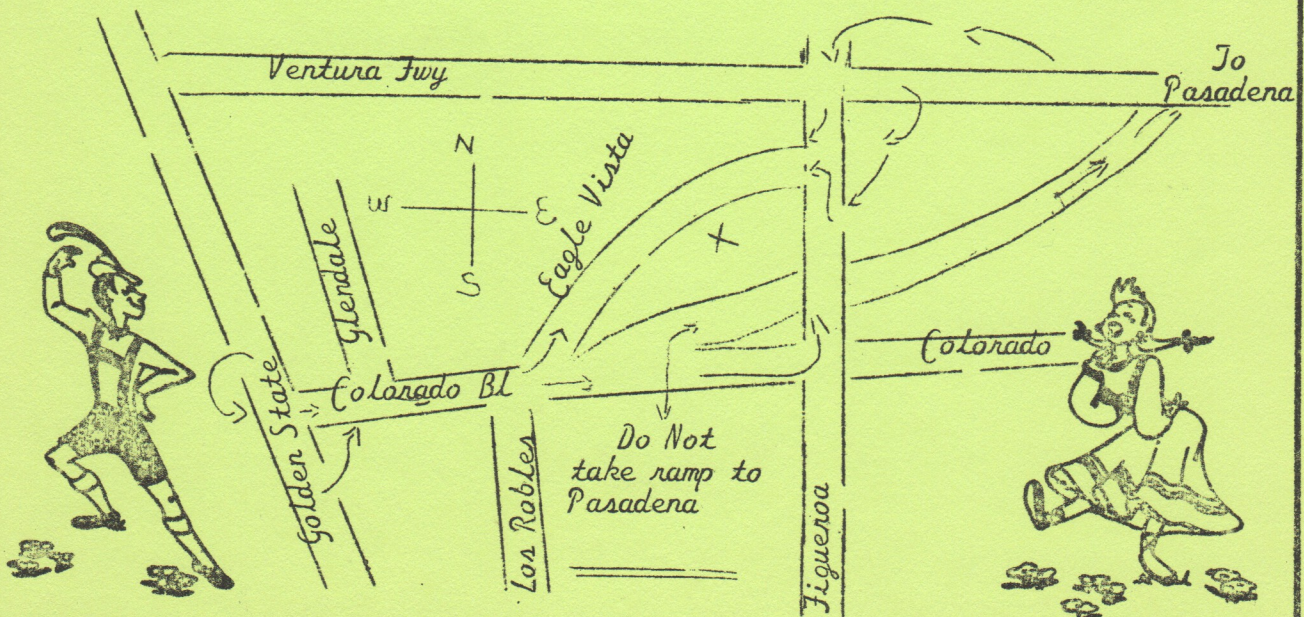 Ventura Fwy
To
Pasadena
N
W
E
S
Eagle Vista
X
Glendale
Colorado Bl
Colorado
Golden State
Los Robles
Do Not
take ramp to
Pasadena
Figueroa